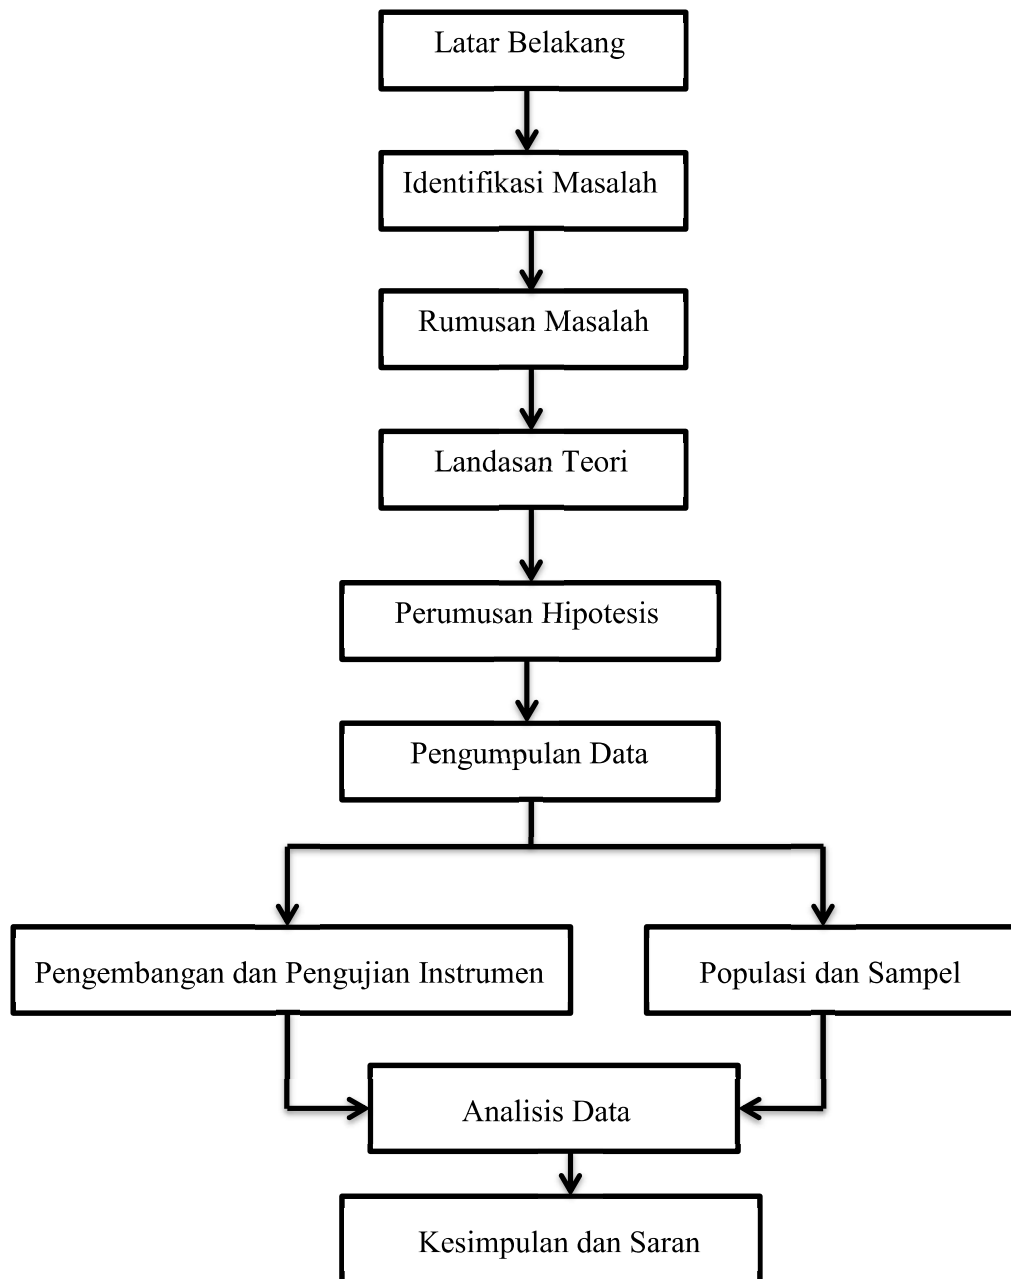 Latar Belakang
Identifikasi Masalah
Rumusan Masalah
Landasan Teori
Perumusan Hipotesis
Pengumpulan Data
Pengembangan dan Pengujian Instrumen
Populasi dan Sampel
Analisis Data
Kesimpulan dan Saran